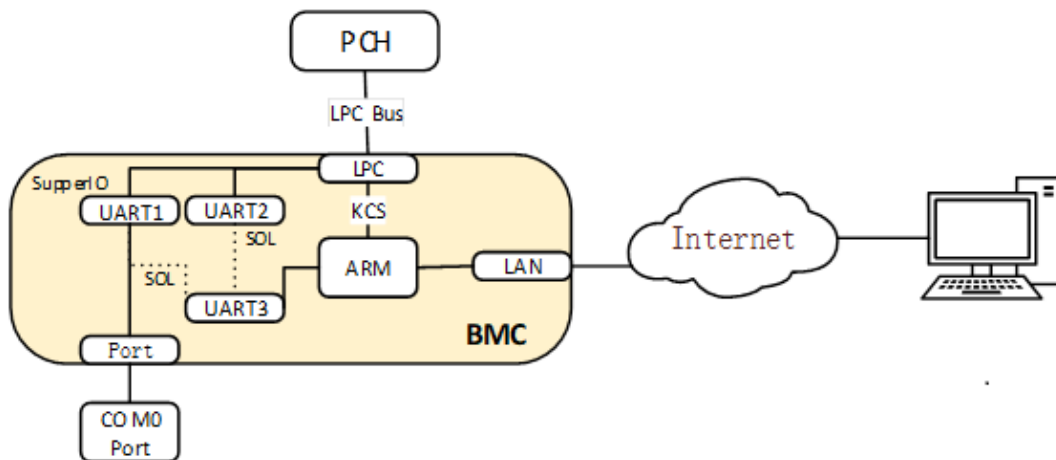 PCH
LPC Bus
LPC
SupperIO
UART1
UART2
KCS
SOL
Internet
ARM
LAN
SOL
UART3
BMC
Port
COM0
Port